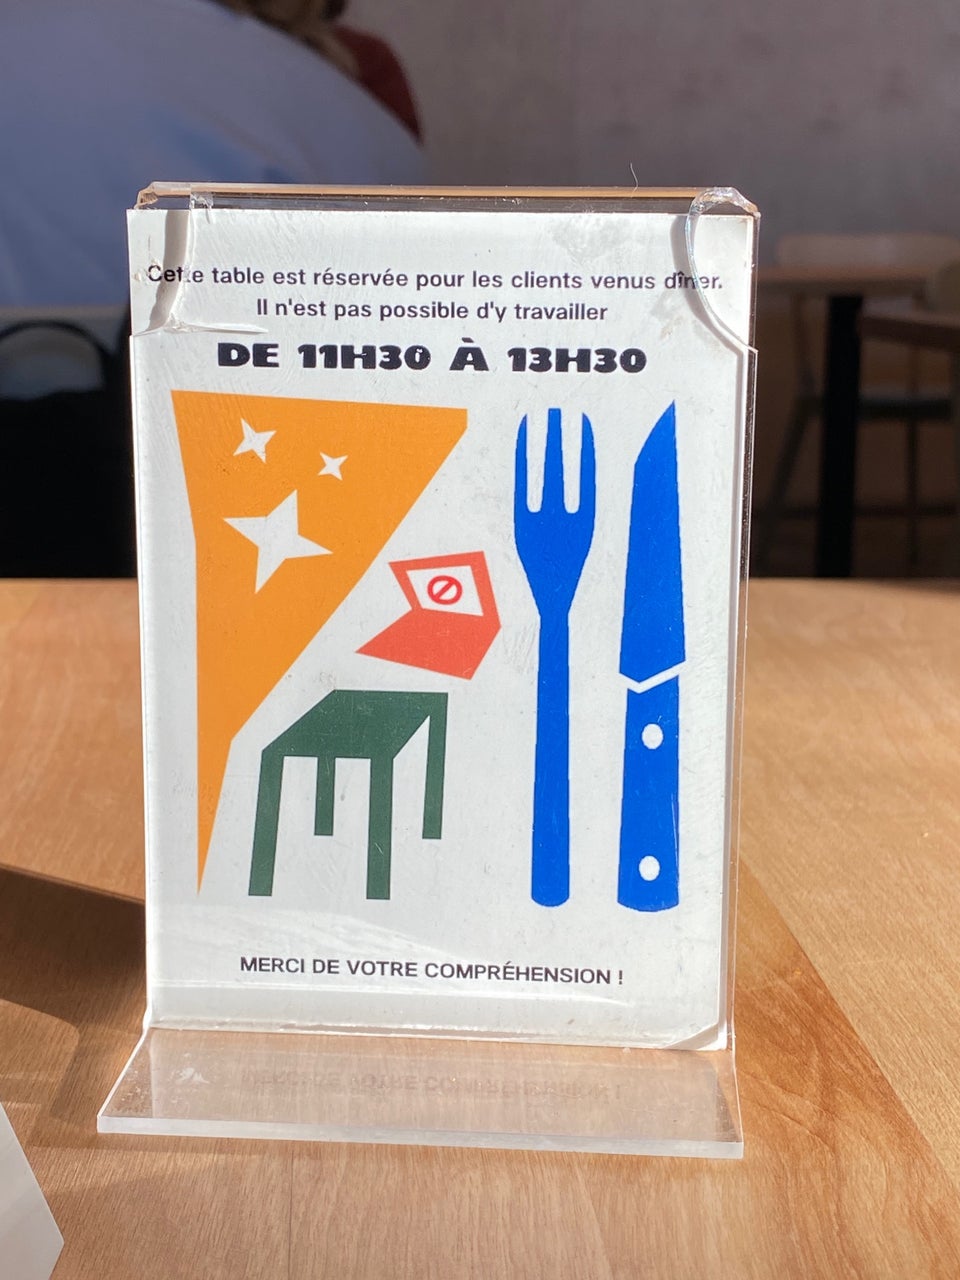 Cette table est réservée pour les clients venus dîner.
Il n'est pas possible d'y travailler
DE 11H30 À 13H30
MERCI DE VOTRE COMPRÉHENSION !